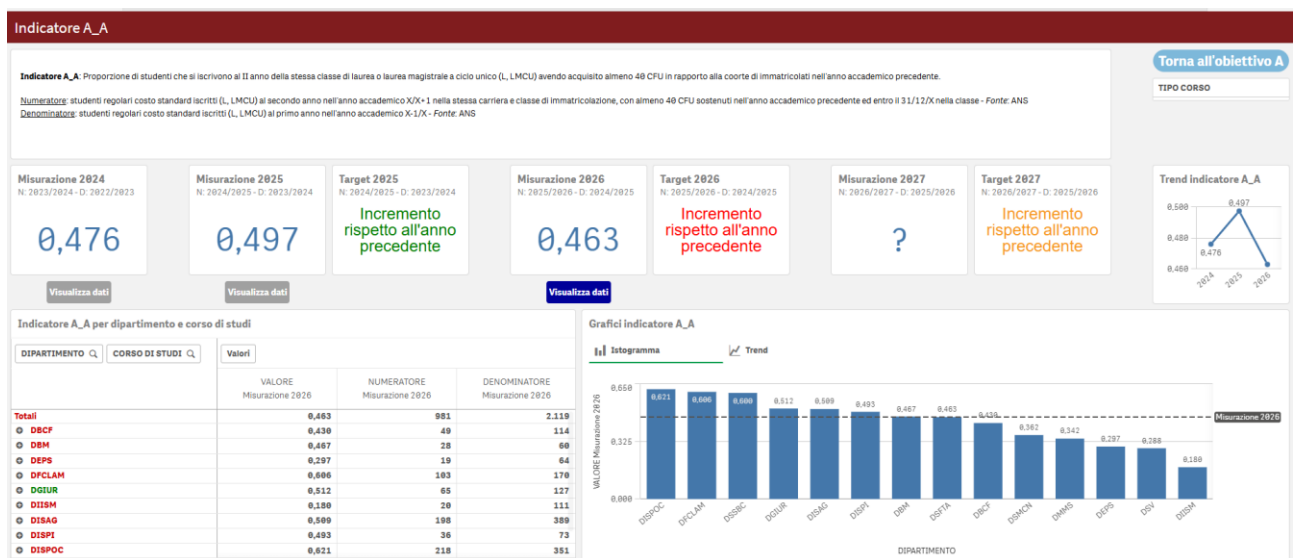 Indicatore A_A
Indicatore A_A: Proporzione di studenti che si iscrivono al II anno della stessa classe di laurea o laurea magistrale a ciclo unico (L, LMCU) avendo acquisito almeno 40 CFU in rapporto alla coorte di immatricolati nell'anno accademico precedente.
Numeratore: studenti regolari costo standard iscritti (L, LMCU) al secondo anno nell'anno accademico X/X+1 nella stessa carriera e classe di immatricolazione, con almeno 40 CFU sostenuti nell'anno accademico precedente ed entro il 31/12/X nella classe - Fonte: ANS
Denominatore: studenti regolari costo standard iscritti (L, LMCU) al primo anno nell'anno accademico X-1/X - Fonte: ANS
Torna all'obiettivo A
TIPO CORSO
Misurazione 2024
N: 2023/2024 - D: 2022/2023
0,476
Visualizza dati
Misurazione 2025
N: 2024/2025 - D: 2023/2024
0,497
Visualizza dati
Target 2025
N: 2024/2025 - D: 2023/2024
Incremento
rispetto all'anno
precedente
Misurazione 2026
N: 2025/2026 - D: 2024/2025
0,463
Visualizza dati
Target 2026
N: 2025/2026 - D: 2024/2025
Incremento
rispetto all'anno
precedente
Misurazione 2027
N: 2026/2027 - D: 2025/2026
?
Target 2027
N: 2026/2027 - D: 2025/2026
Incremento
rispetto all'anno
precedente
Trend indicatore A_A
0,500
0,480
0,460
0,497
0,476
2024
2025
2026
Indicatore A_A per dipartimento e corso di studi
DIPARTIMENTO CORSO DI STUDI Valori
VALORE NUMERATORE DENOMINATORE
Misurazione 2026 Misurazione 2026 Misurazione 2026
Totali 0,463 981 2.119
DBCF 0,430 49 114
DBM 0,467 28 60
DEPS 0,297 19 64
DFCLAM 0,606 103 170
DGIUR 0,512 65 127
DIISM 0,180 20 111
DISAG 0,509 198 389
DISPI 0,493 36 73
DISPOC 0,621 218 351
Grafici indicatore A_A
Istogramma Trend
VALORE Misurazione 2026
0,650
0,325
0,000
0,621 0,606 0,600 0,512 0,509 0,493 0,467 0,463 0,430 0,362 0,342 0,297 0,288 0,180
Misurazione 2026
DISPOC DFCLAM DSSBC DGIUR DISAG DISPI DBM DSFTA DBCF DSMCN DMMS DEPS DSV DIISM
DIPARTIMENTO